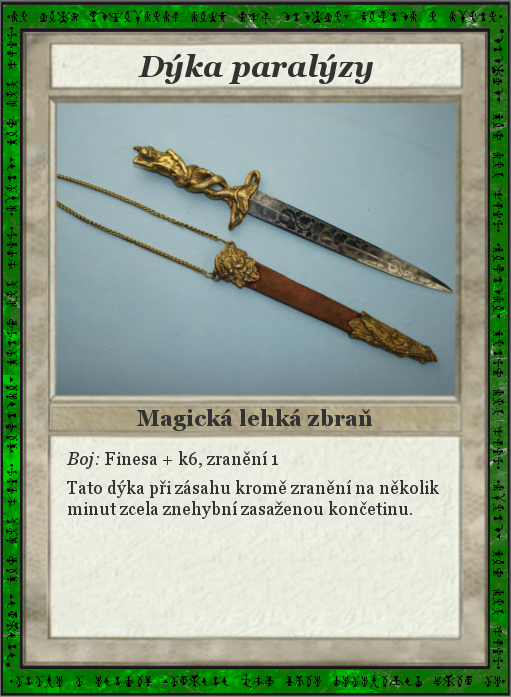 Dýka paralýzy
Magická lehká zbraň
Boj: Finesa + k6, zranění 1
Tato dýka při zásahu kromě zranění na několik
minut zcela znehybní zasaženou končetinu.